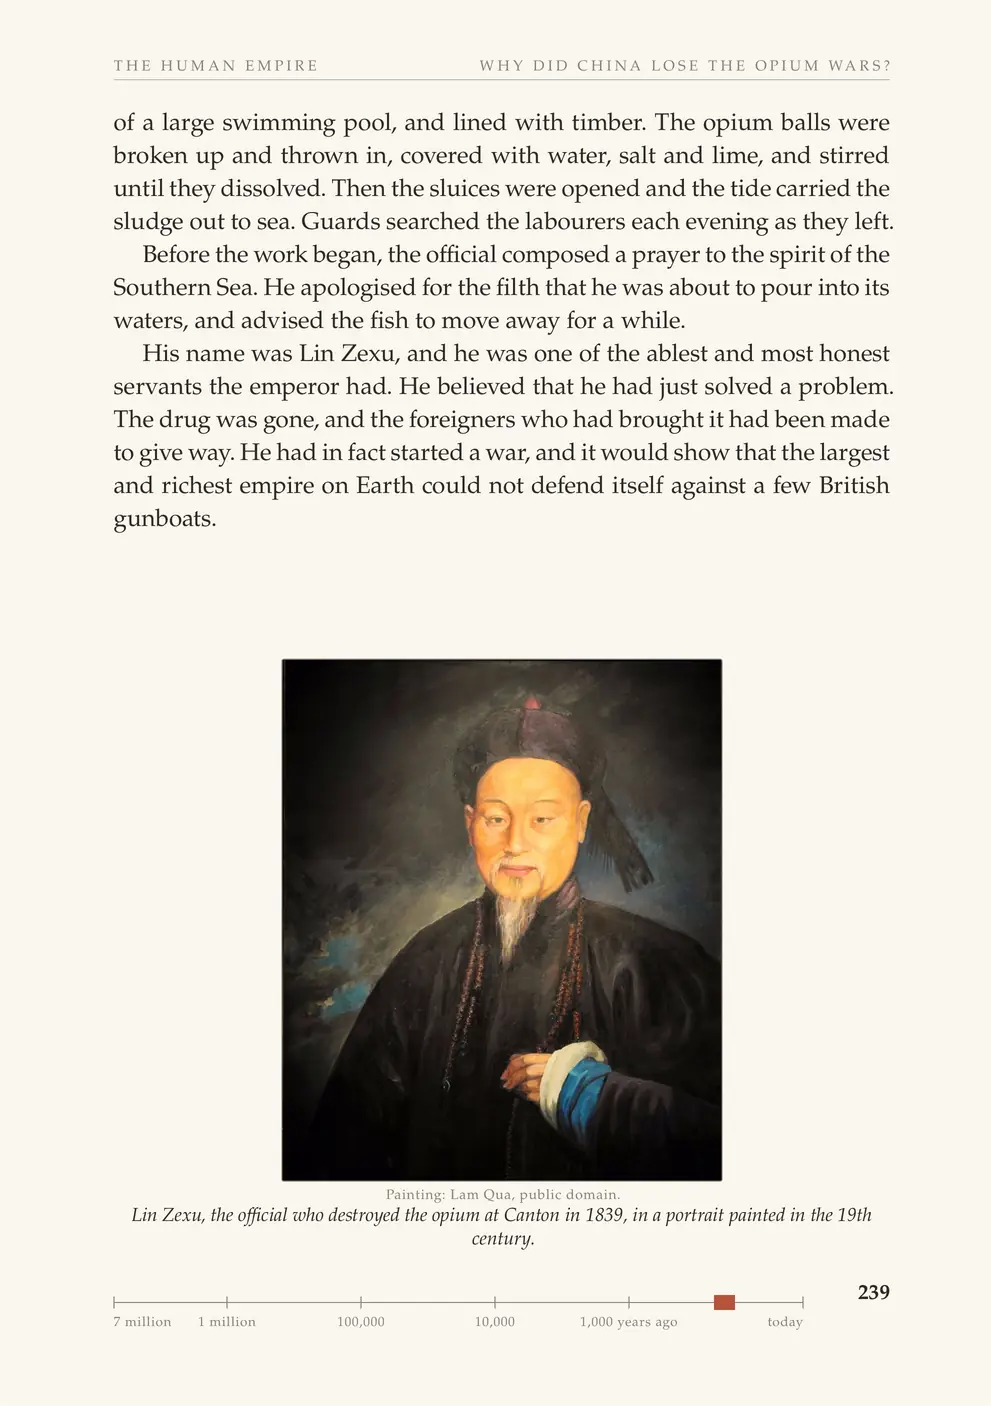 THE HUMAN EMPIRE
WHY DID CHINA LOSE THE OPIUM WARS?
of a large swimming pool, and lined with timber. The opium balls were
broken up and thrown in, covered with water, salt and lime, and stirred
until they dissolved. Then the sluices were opened and the tide carried the
sludge out to sea. Guards searched the labourers each evening as they left.
Before the work began, the official composed a prayer to the spirit of the
Southern Sea. He apologised for the filth that he was about to pour into its
waters, and advised the fish to move away for a while.
His name was Lin Zexu, and he was one of the ablest and most honest
servants the emperor had. He believed that he had just solved a problem.
The drug was gone, and the foreigners who had brought it had been made
to give way. He had in fact started a war, and it would show that the largest
and richest empire on Earth could not defend itself against a few British
gunboats.
Painting: Lam Qua, public domain.
Lin Zexu, the official who destroyed the opium at Canton in 1839, in a portrait painted in the 19th
century.
239
7 million
1 million
100,000
10,000
1,000 years ago
today